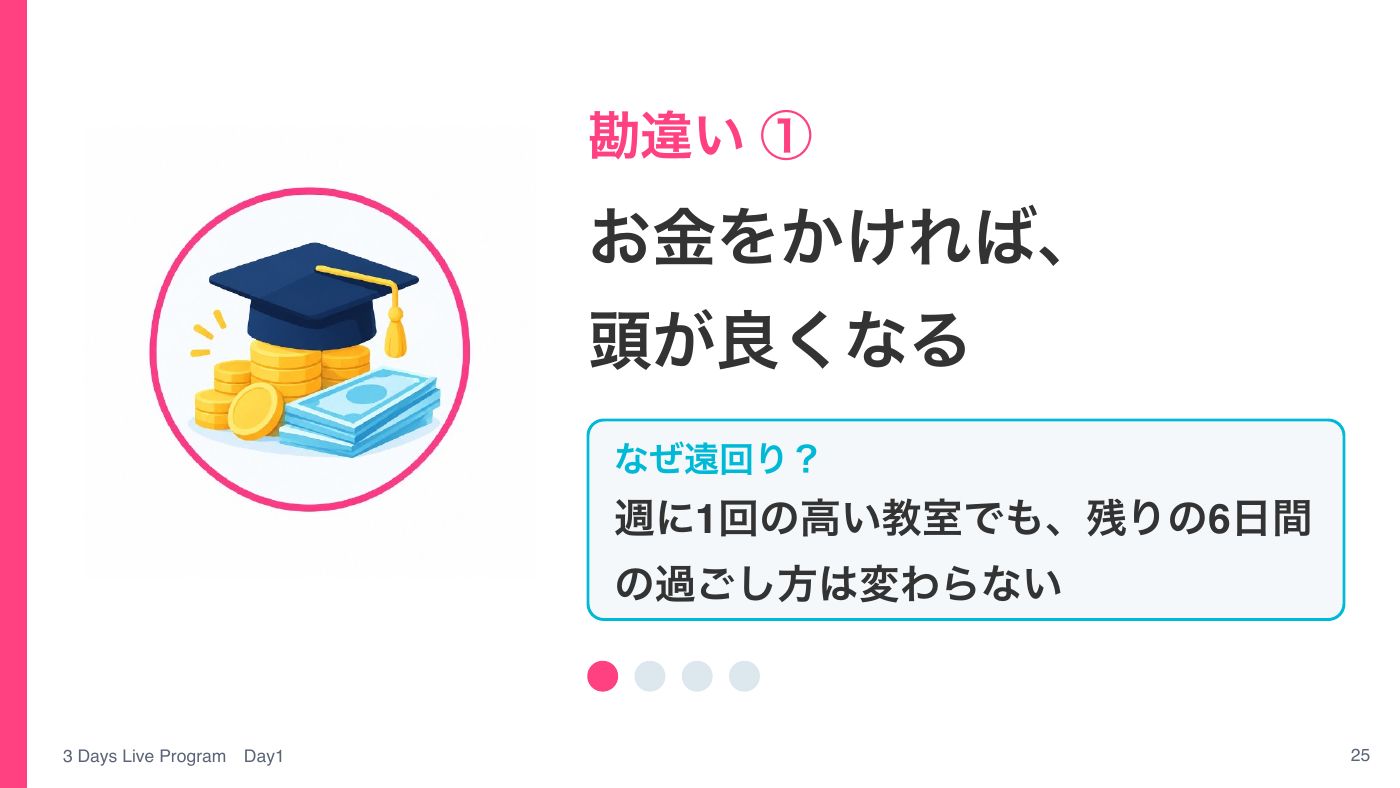 勘違い ①
お金をかければ、
頭が良くなる
なぜ遠回り？
週に1回の高い教室でも、残りの6日間
の過ごし方は変わらない
3 Days Live Program　Day1
25